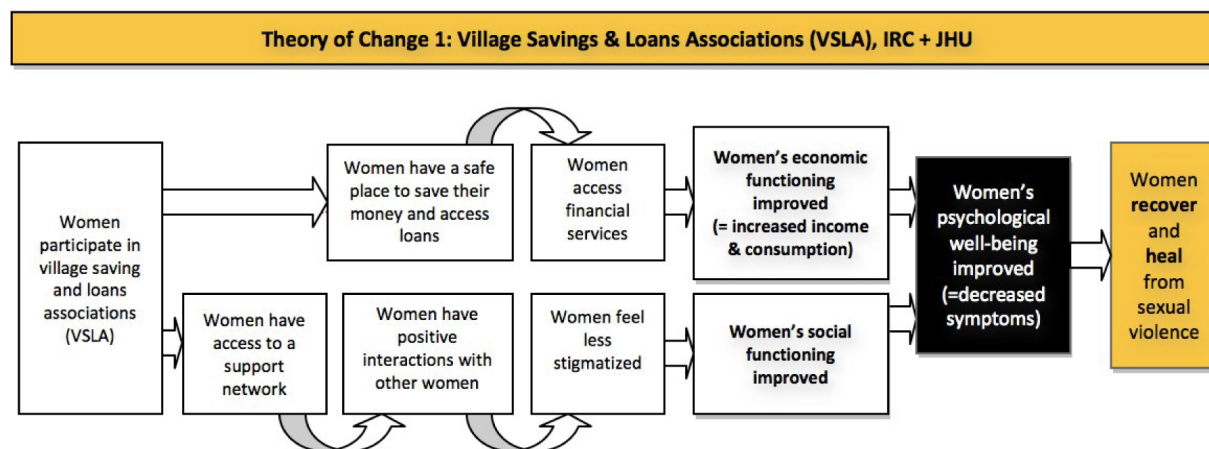 Theory of Change 1: Village Savings & Loans Associations (VSLA), IRC + JHU
Women
participate in
village saving
and loans
associations
(VSLA)
Women have a safe
place to save their
money and access
loans
Women
access
financial
services
Women's economic
functioning
improved
(= increased income
& consumption)
Women have
access to a
support
network
Women have
positive
interactions with
other women
Women feel
less
stigmatized
Women's social
functioning
improved
Women's
psychological
well-being
improved
(=decreased
symptoms)
Women
recover
and
heal
from
sexual
violence